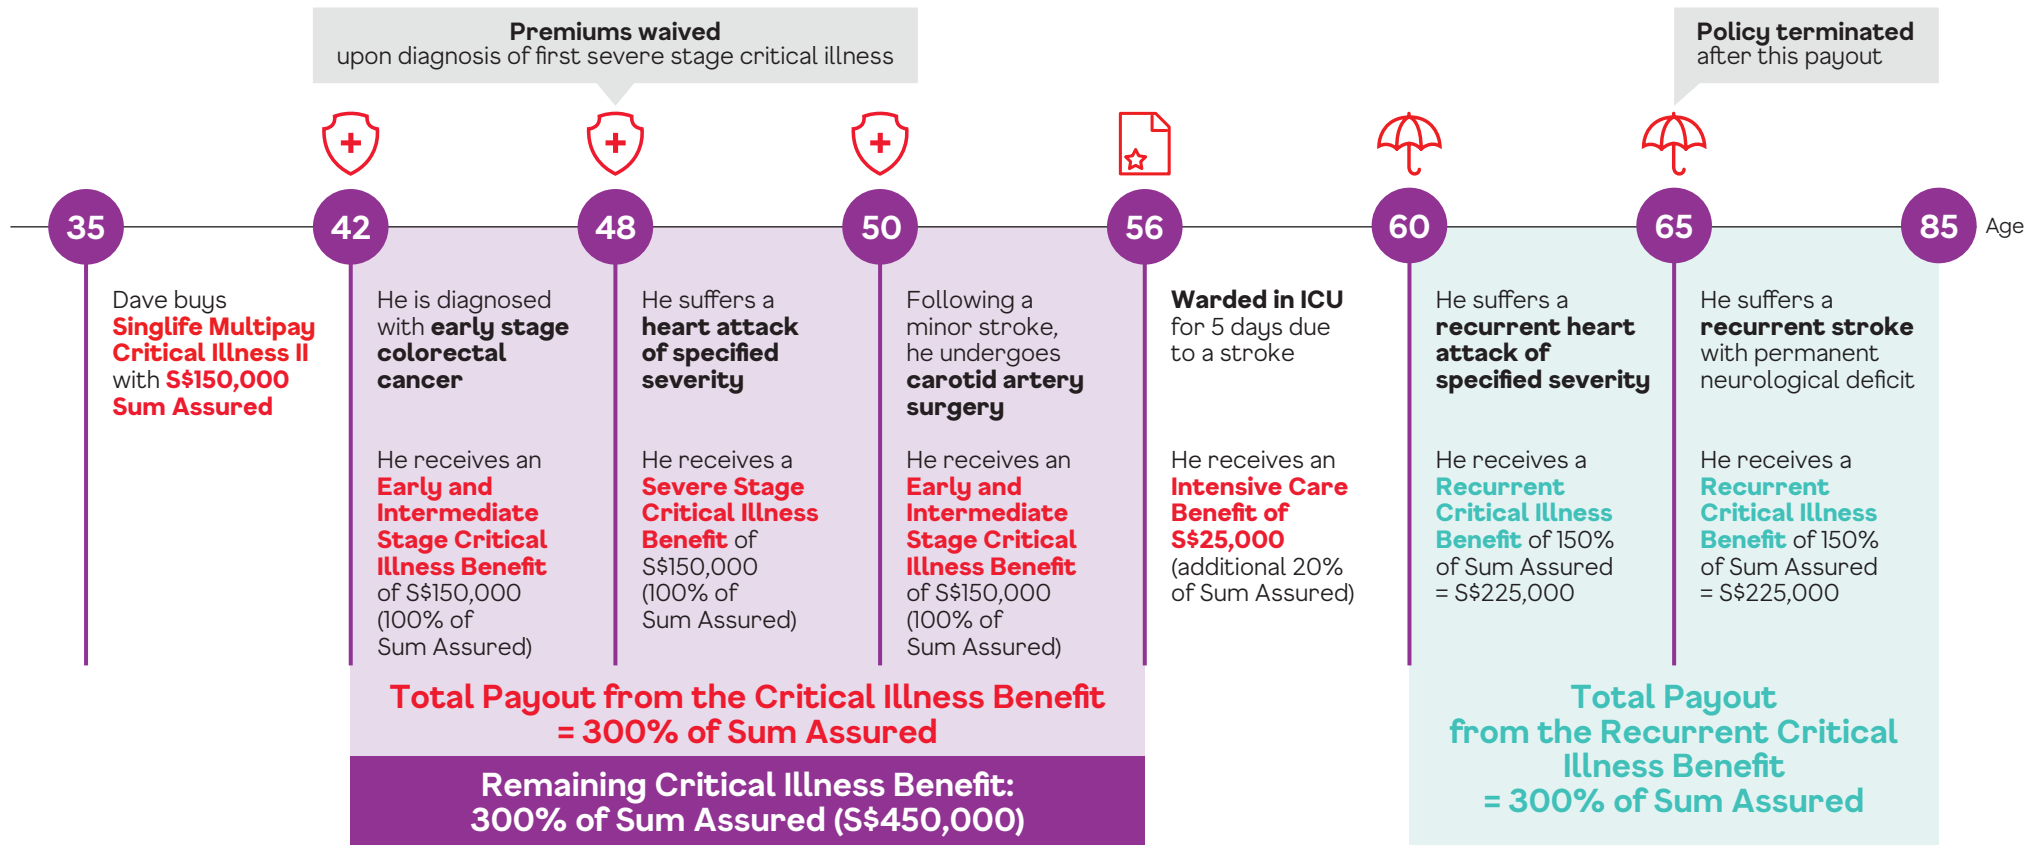 Premiums waived
upon diagnosis of first severe stage critical illness
Policy terminated
after this payout
35
42
48
50
56
60
65
85
Age
Dave buys
Singlife Multipay
Critical Illness II
with S$150,000
Sum Assured
He is diagnosed
with early stage
colorectal
cancer
He receives an
Early and
Intermediate
Stage Critical
Illness Benefit
of S$150,000
(100% of
Sum Assured)
He suffers a
heart attack
of specified
severity
He receives a
Severe Stage
Critical Illness
Benefit of
S$150,000
(100% of
Sum Assured)
Following a
minor stroke,
he undergoes
carotid artery
surgery
He receives an
Early and
Intermediate
Stage Critical
Illness Benefit
of S$150,000
(100% of
Sum Assured)
Warded in ICU
for 5 days due
to a stroke
He receives an
Intensive Care
Benefit of
S$25,000
(additional 20%
of Sum Assured)
He suffers a
recurrent heart
attack of
specified severity
He receives a
Recurrent
Critical Illness
Benefit of 150%
of Sum Assured
= S$225,000
He suffers a
recurrent stroke
with permanent
neurological deficit
He receives a
Recurrent
Critical Illness
Benefit of 150%
of Sum Assured
= S$225,000
Total Payout from the Critical Illness Benefit
= 300% of Sum Assured
Remaining Critical Illness Benefit:
300% of Sum Assured (S$450,000)
Total Payout
from the Recurrent Critical
Illness Benefit
= 300% of Sum Assured